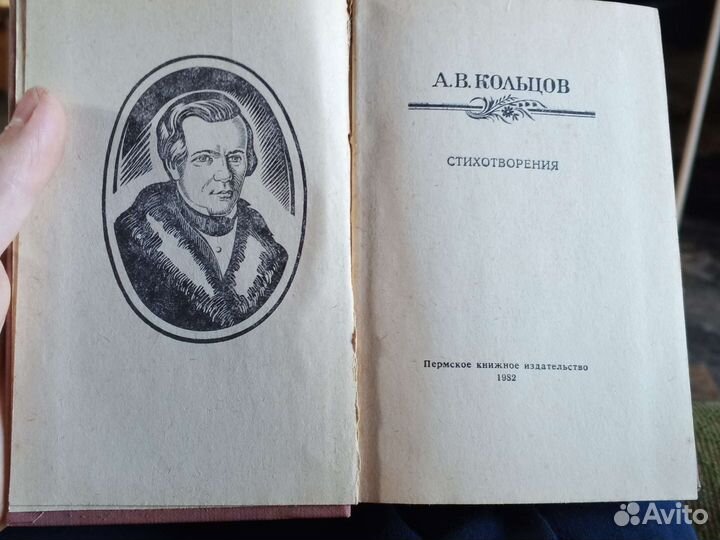 А.В.КОЛЬЦОВ
СТИХОТВОРЕНИЯ
Пермское книжное издательство
1982
Avito